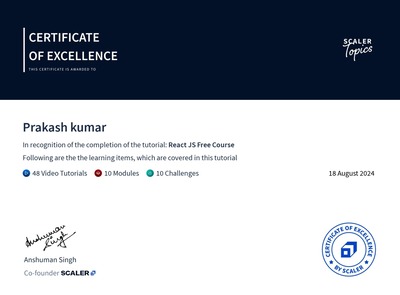 CERTIFICATE
OF EXCELLENCE
THIS CERTIFICATE IS AWARDED TO
SCALER
Topics
Prakash kumar
In recognition of the completion of the tutorial: React JS Free Course
Following are the the learning items, which are covered in this tutorial
48 Video Tutorials 10 Modules 10 Challenges
18 August 2024
Anshuman
Singh
Anshuman Singh
Co-founder SCALER
CERTIFICATE OF EXCELLENCE
BY SCALER